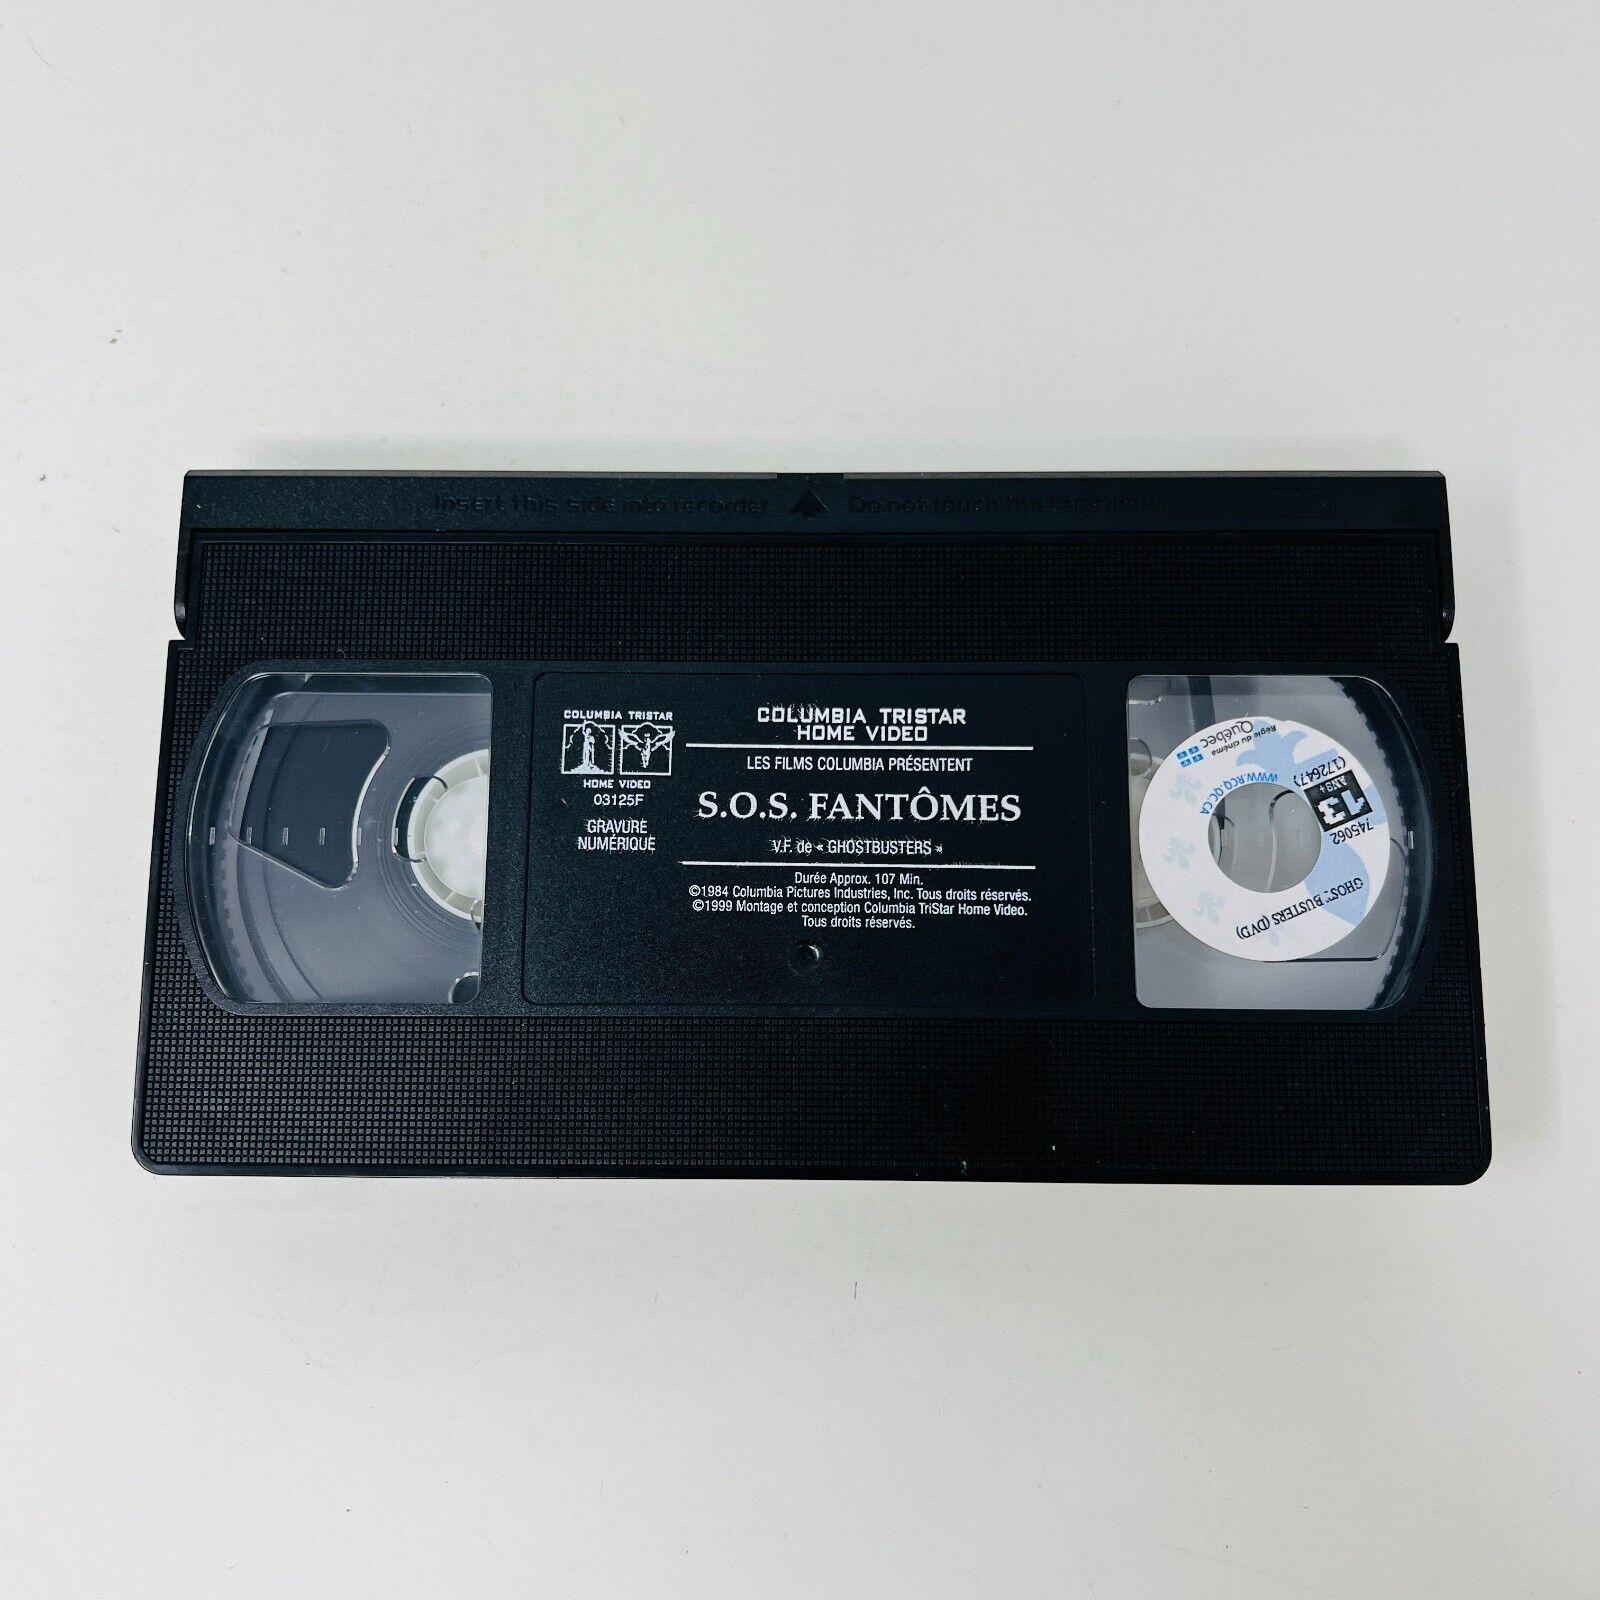 Insert this side into recorder
Do not touch the tape inside
COLUMBIA TRISTAR
HOME VIDEO
03125F
GRAVURE
NUMÉRIQUE
COLUMBIA TRISTAR
HOME VIDEO
LES FILMS COLUMBIA PRÉSENTENT
S.O.S. FANTÔMES
V.F. de « GHOSTBUSTERS »
Durée Approx. 107 Min.
©1984 Columbia Pictures Industries, Inc. Tous droits réservés.
©1999 Montage et conception Columbia TriStar Home Video.
Tous droits réservés.
GHOST BUSTERS (DVD)
745062
13
ANS+
(172647)
WWW.RCQ.QC.CA
Régie du cinéma
Québec